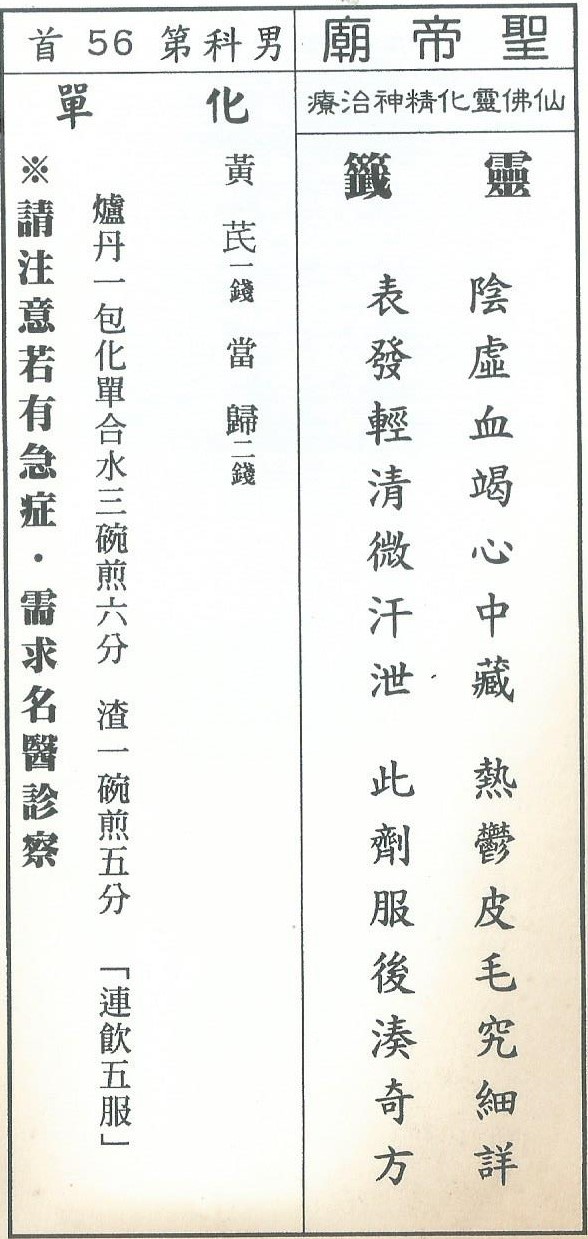 聖帝廟
仙佛靈化精神治療
靈籤
陰虛血竭心中藏　熱鬱皮毛究細詳
表發輕清微汗泄　此劑服後湊奇方
男科第56首
化單
黃芪一錢　當歸二錢
爐丹一包化單合水三碗煎六分　渣一碗煎五分　「連飲五服」
※請注意若有急症・需求名醫診察